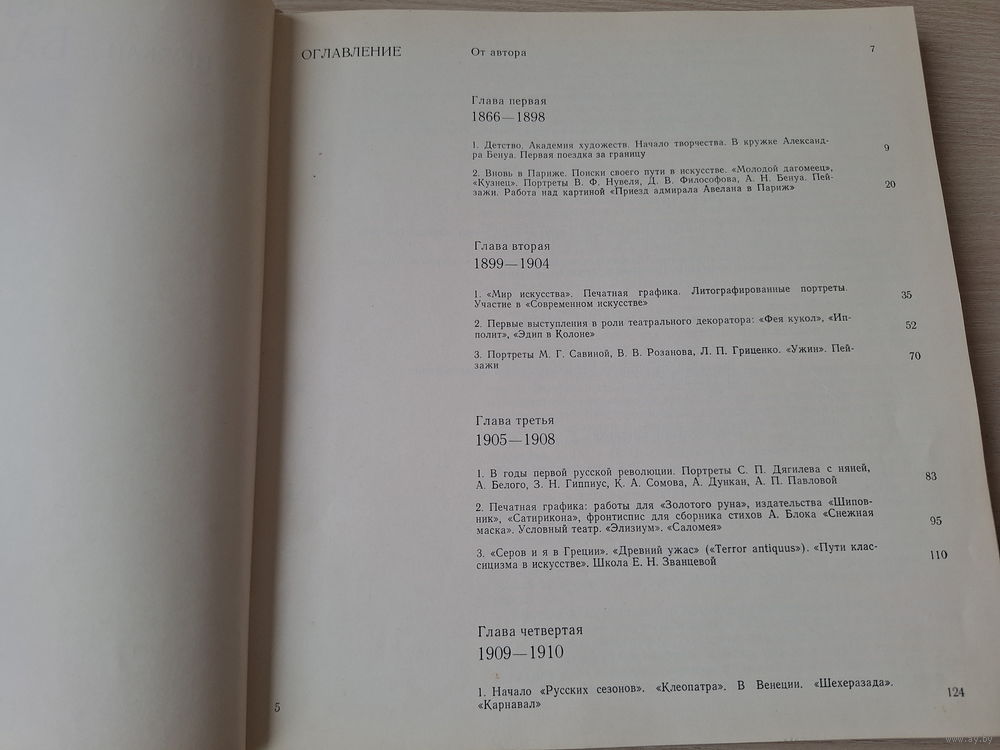 ОГЛАВЛЕНИЕ
От автора 7
Глава первая
1866—1898
1. Детство. Академия художеств. Начало творчества. В кружке Александ-
ра Бенуа. Первая поездка за границу 9
2. Вновь в Париже. Поиски своего пути в искусстве. «Молодой дагомеец»,
«Кузнец». Портреты В. Ф. Нувеля, Д. В. Философова, А. Н. Бенуа. Пей-
зажи. Работа над картиной «Приезд адмирала Авелана в Париж» 20
Глава вторая
1899—1904
1. «Мир искусства». Печатная графика. Литографированные портреты.
Участие в «Современном искусстве» 35
2. Первые выступления в роли театрального декоратора: «Фея кукол», «Ип-
полит», «Эдип в Колоне» 52
3. Портреты М. Г. Савиной, В. В. Розанова, Л. П. Гриценко. «Ужин». Пей-
зажи 70
Глава третья
1905—1908
1. В годы первой русской революции. Портреты С. П. Дягилева с няней,
А. Белого, З. Н. Гиппиус, К. А. Сомова, А. Дункан, А. П. Павловой 83
2. Печатная графика: работы для «Золотого руна», издательства «Шипов-
ник», «Сатирикона», фронтиспис для сборника стихов А. Блока «Снежная
маска». Условный театр. «Элизиум». «Саломея» 95
3. «Серов и я в Греции». «Древний ужас» («Terror antiquus»). «Пути клас-
сицизма в искусстве». Школа Е. Н. Званцевой 110
Глава четвертая
1909—1910
1. Начало «Русских сезонов». «Клеопатра». В Венеции. «Шехеразада».
«Карнавал» 124
5
www.ay.by